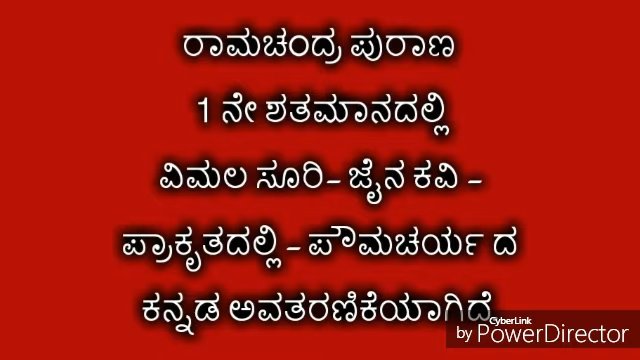 ರಾಮಚಂದ್ರ ಪುರಾಣ
1 ನೇ ಶತಮಾನದಲ್ಲಿ
ವಿಮಲ ಸೂರಿ- ಜೈನ ಕವಿ -
ಪ್ರಾಕೃತದಲ್ಲಿ - ಪೌಮಚರ್ಯ ದ
ಕನ್ನಡ ಅವತರಣಿಕೆಯಾಗಿದೆ
CyberLink
by PowerDirector